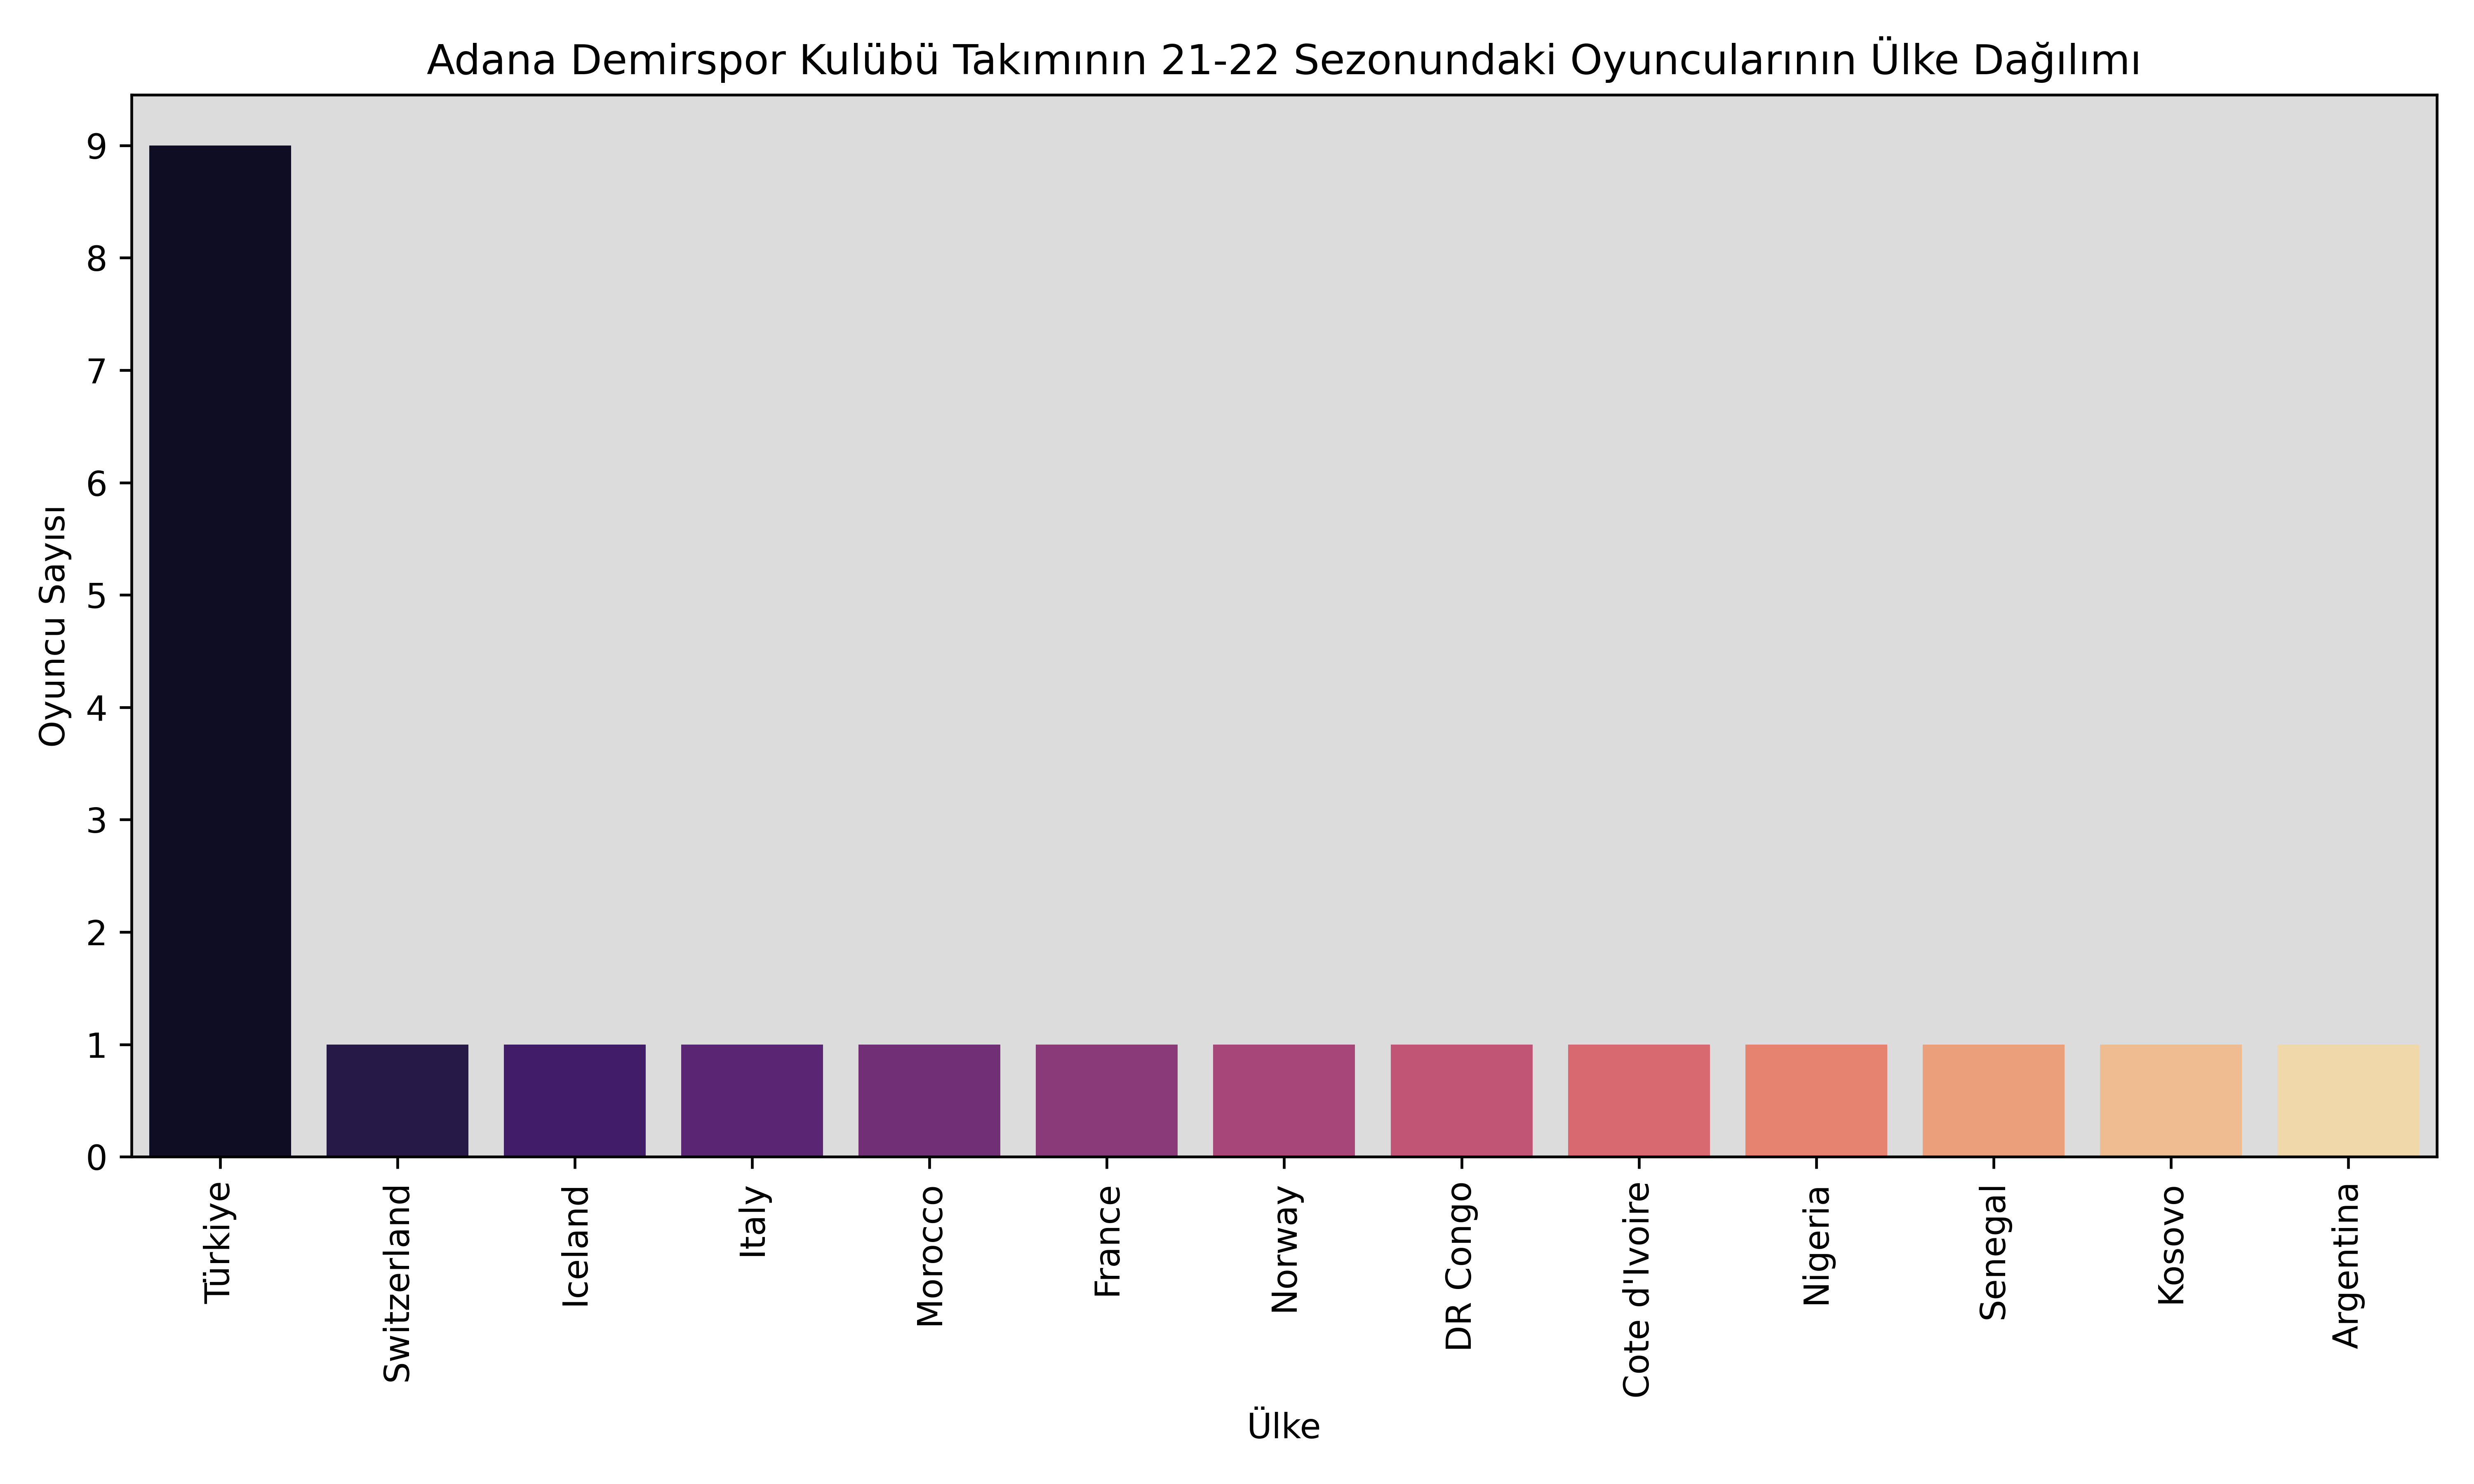 Adana Demirspor Kulübü Takımının 21-22 Sezonundaki Oyuncularının Ülke Dağılımı
Oyuncu Sayısı
9
8
7
6
5
4
3
2
1
0
Türkiye
Switzerland
Iceland
Italy
Morocco
France
Norway
DR Congo
Cote d'Ivoire
Nigeria
Senegal
Kosovo
Argentina
Ülke